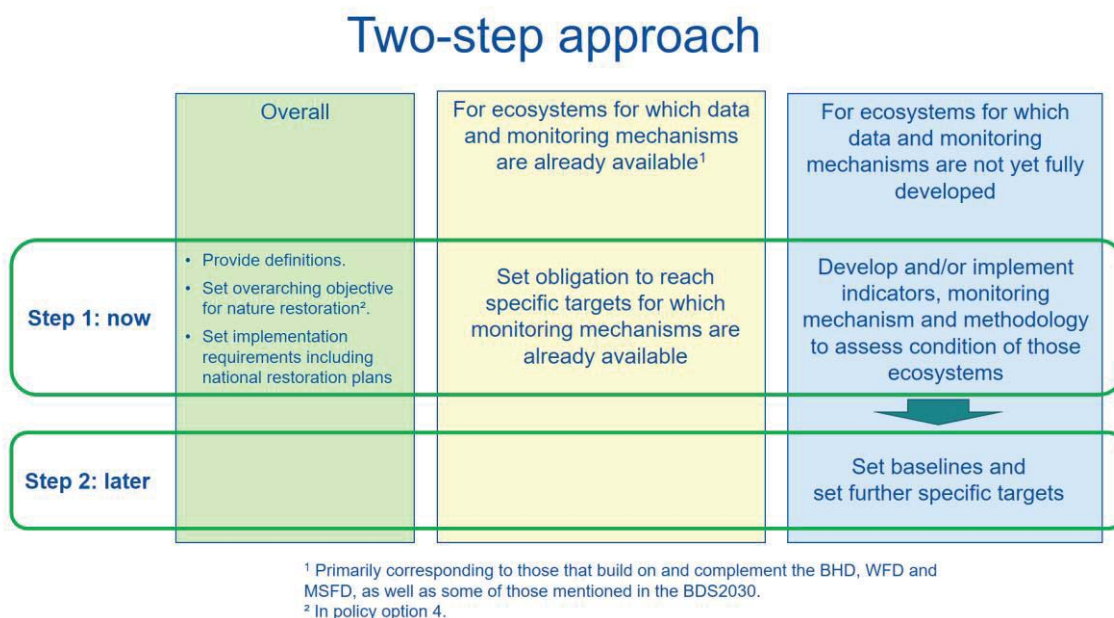 Two-step approach
Overall
For ecosystems for which data
and monitoring mechanisms
are already available¹
For ecosystems for which
data and monitoring
mechanisms are not yet fully
developed
Step 1: now
• Provide definitions.
• Set overarching objective
for nature restoration².
• Set implementation
requirements including
national restoration plans
Set obligation to reach
specific targets for which
monitoring mechanisms are
already available
Develop and/or implement
indicators, monitoring
mechanism and methodology
to assess condition of those
ecosystems
Step 2: later
Set baselines and
set further specific targets
¹ Primarily corresponding to those that build on and complement the BHD, WFD and
MSFD, as well as some of those mentioned in the BDS2030.
² In policy option 4.